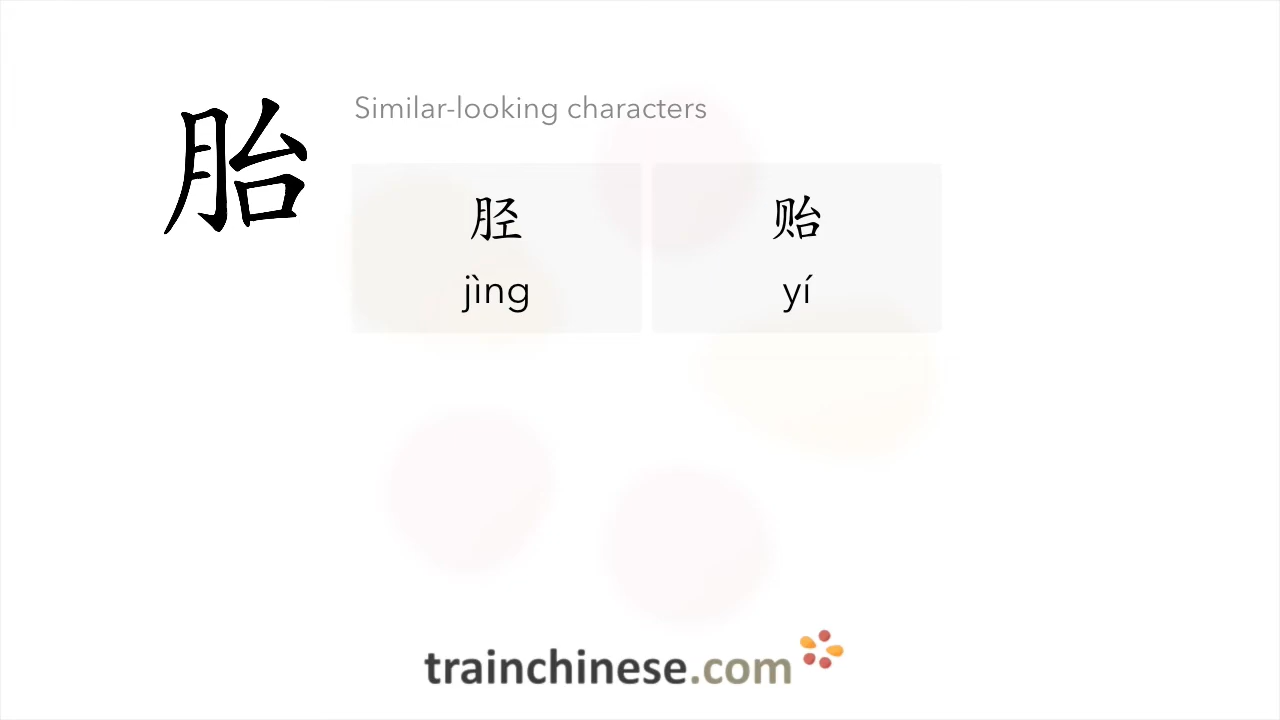 胎
Similar-looking characters
胫 贻
jìng yí
trainchinese.com